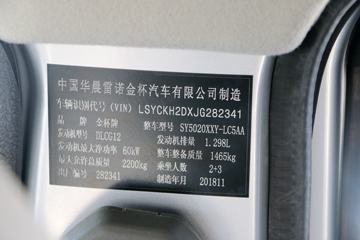 中国华晨雷诺金杯汽车有限公司制造
车辆识别代号(VIN) LSYCKH2DXJG282341
品 牌 金杯牌 整车型号 SY5020XXY-LC5AA
发动机型号 DLCG12 发动机排量 1.298L
发动机最大净功率 60kW 整车整备质量 1465kg
最大允许总质量 2200kg 乘坐人数 2+3
出厂编号 282341 制造年月 201811